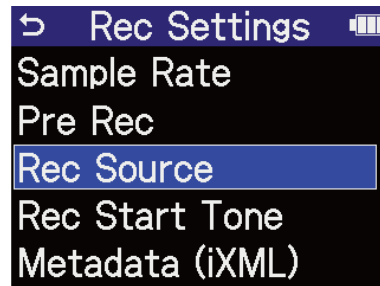 Rec Settings
Sample Rate
Pre Rec
Rec Source
Rec Start Tone
Metadata (iXML)